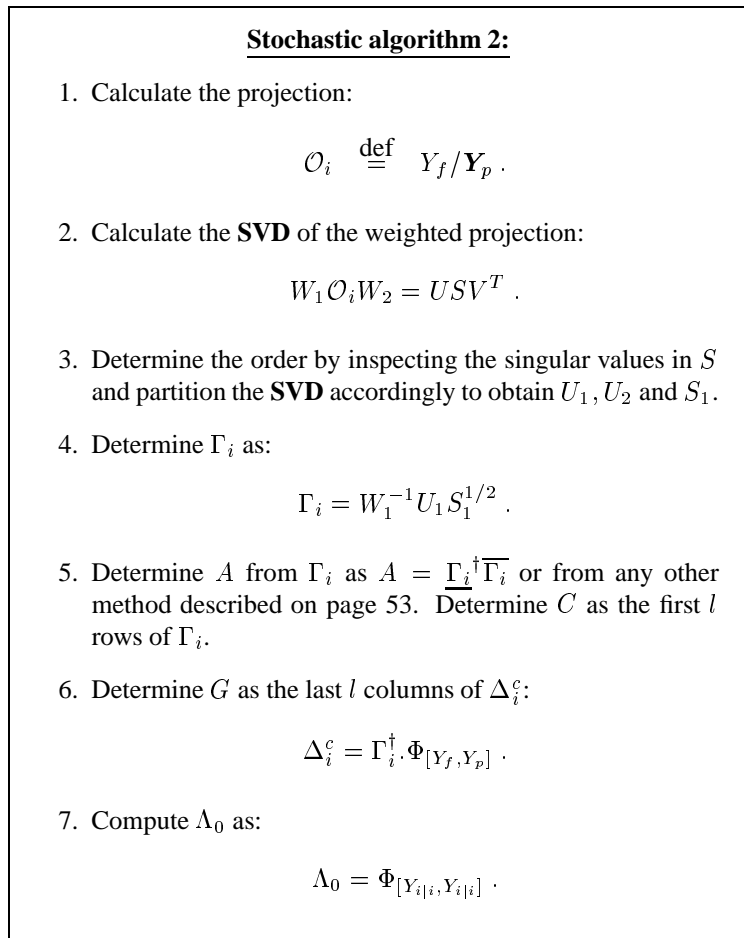 Stochastic algorithm 2:
1. Calculate the projection:
𝒪ᵢ def= Y_f/𝒀_p .
2. Calculate the SVD of the weighted projection:
W₁𝒪ᵢW₂ = USVᵀ .
3. Determine the order by inspecting the singular values in S
and partition the SVD accordingly to obtain U₁, U₂ and S₁.
4. Determine Γᵢ as:
Γᵢ = W₁⁻¹U₁S₁^{1/2} .
5. Determine A from Γᵢ as A = \underline{Γᵢ}^†\overline{Γᵢ} or from any other
method described on page 53. Determine C as the first l
rows of Γᵢ.
6. Determine G as the last l columns of Δᵢᶜ:
Δᵢᶜ = Γᵢ^†.Φ_{[Y_f,Y_p]} .
7. Compute Λ₀ as:
Λ₀ = Φ_{[Y_{i|i},Y_{i|i}]} .